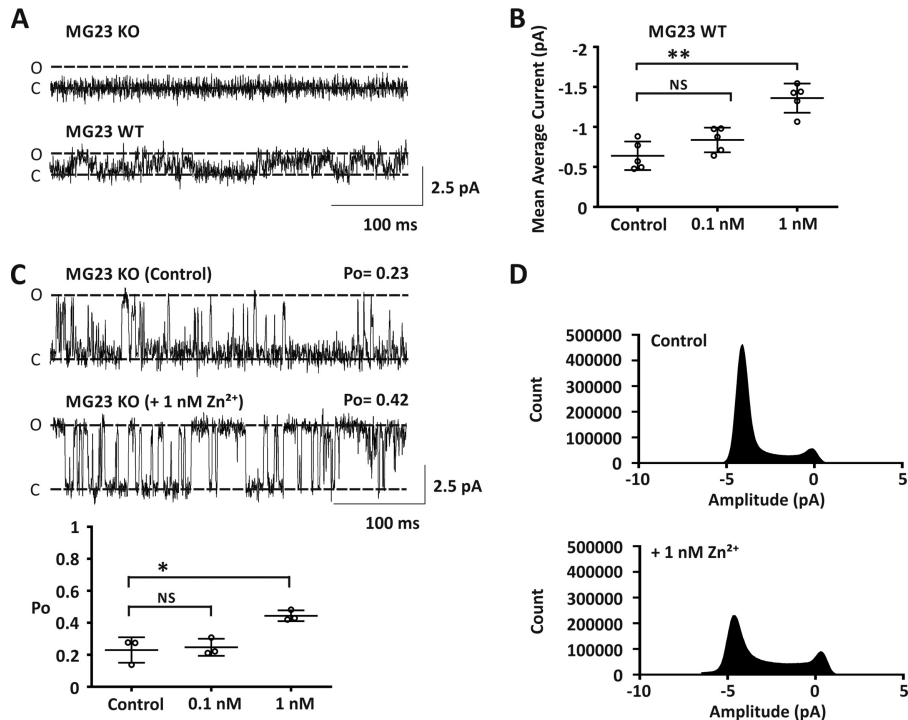 A
MG23 KO
O
C
MG23 WT
O
C
2.5 pA
100 ms
B
MG23 WT
Mean Average Current (pA)
-2
-1.5
-1
-0.5
0
**
NS
Control
0.1 nM
1 nM
C
MG23 KO (Control)
Po= 0.23
O
C
MG23 KO (+ 1 nM Zn²⁺)
Po= 0.42
O
C
2.5 pA
100 ms
Po
1
0.8
0.6
0.4
0.2
0
*
NS
Control
0.1 nM
1 nM
D
Control
Count
500000
400000
300000
200000
100000
0
-10
-5
0
5
Amplitude (pA)
+ 1 nM Zn²⁺
Count
500000
400000
300000
200000
100000
0
-10
-5
0
5
Amplitude (pA)